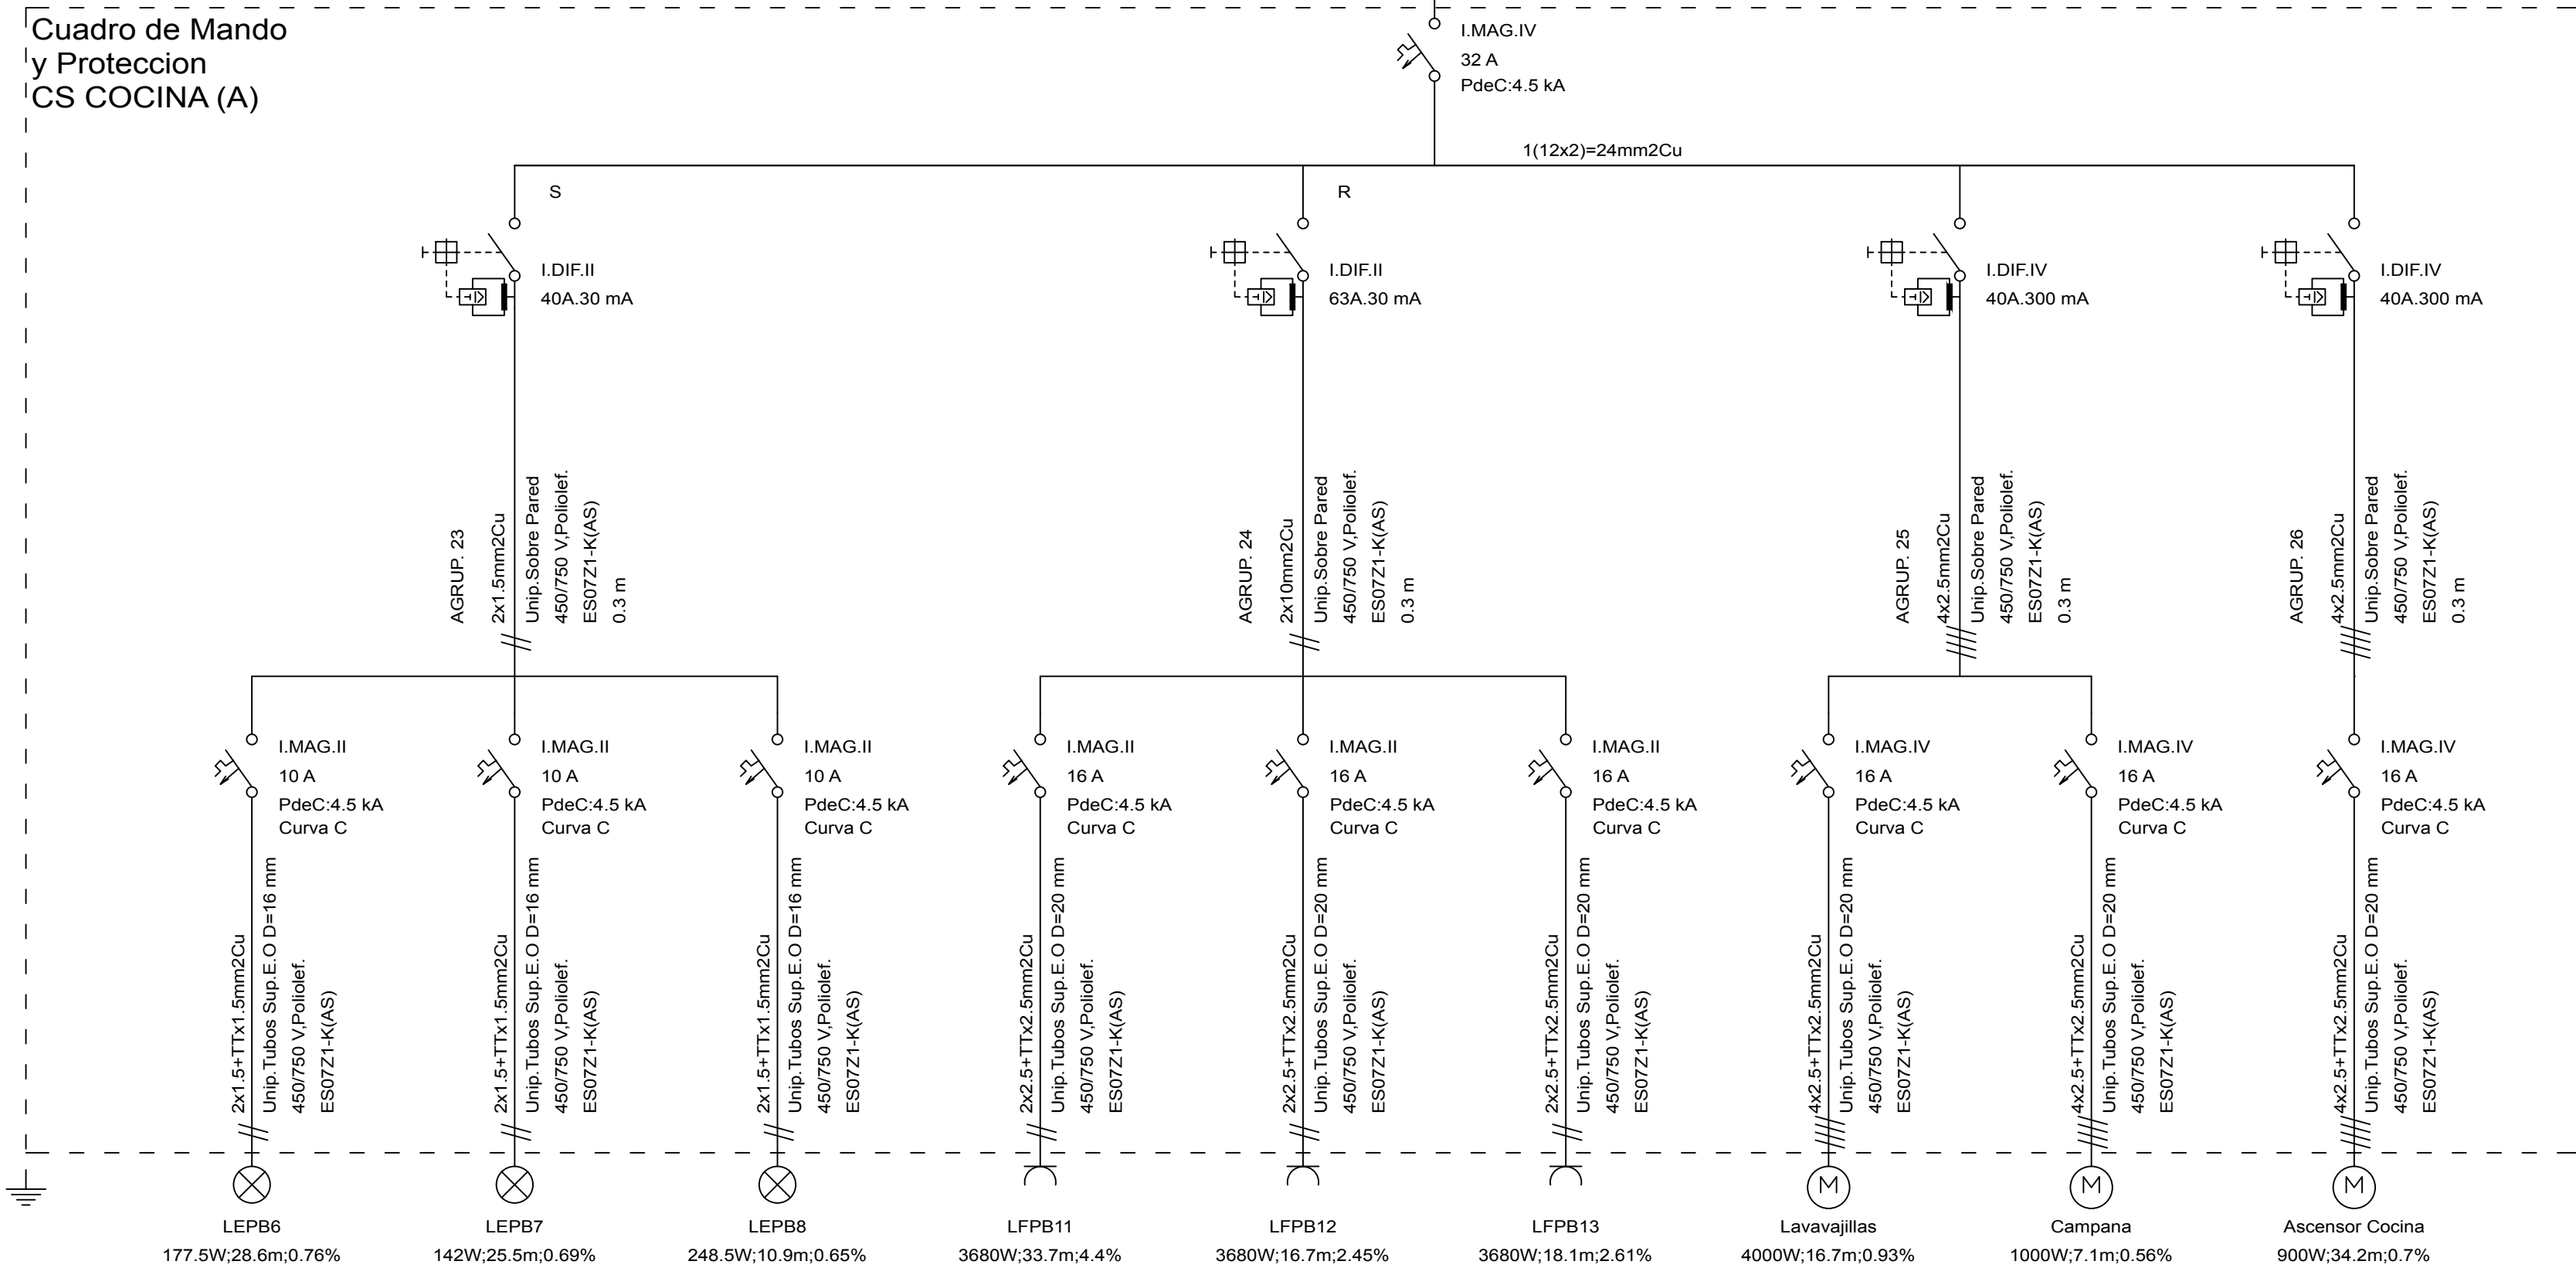 Cuadro de Mando
y Proteccion
CS COCINA (A)
I.MAG.IV
32 A
PdeC:4.5 kA
1(12x2)=24mm2Cu
S
R
I.DIF.II
40A.30 mA
I.DIF.II
63A.30 mA
I.DIF.IV
40A.300 mA
I.DIF.IV
40A.300 mA
AGRUP. 23
2x1.5mm2Cu
Unip.Sobre Pared
450/750 V,Poliolef.
ES07Z1-K(AS)
0.3 m
AGRUP. 24
2x10mm2Cu
Unip.Sobre Pared
450/750 V,Poliolef.
ES07Z1-K(AS)
0.3 m
AGRUP. 25
4x2.5mm2Cu
Unip.Sobre Pared
450/750 V,Poliolef.
ES07Z1-K(AS)
0.3 m
AGRUP. 26
4x2.5mm2Cu
Unip.Sobre Pared
450/750 V,Poliolef.
ES07Z1-K(AS)
0.3 m
I.MAG.II
10 A
PdeC:4.5 kA
Curva C
I.MAG.II
10 A
PdeC:4.5 kA
Curva C
I.MAG.II
10 A
PdeC:4.5 kA
Curva C
I.MAG.II
16 A
PdeC:4.5 kA
Curva C
I.MAG.II
16 A
PdeC:4.5 kA
Curva C
I.MAG.II
16 A
PdeC:4.5 kA
Curva C
I.MAG.IV
16 A
PdeC:4.5 kA
Curva C
I.MAG.IV
16 A
PdeC:4.5 kA
Curva C
I.MAG.IV
16 A
PdeC:4.5 kA
Curva C
2x1.5+TTx1.5mm2Cu
Unip.Tubos Sup.E.O D=16 mm
450/750 V,Poliolef.
ES07Z1-K(AS)
2x1.5+TTx1.5mm2Cu
Unip.Tubos Sup.E.O D=16 mm
450/750 V,Poliolef.
ES07Z1-K(AS)
2x1.5+TTx1.5mm2Cu
Unip.Tubos Sup.E.O D=16 mm
450/750 V,Poliolef.
ES07Z1-K(AS)
2x2.5+TTx2.5mm2Cu
Unip.Tubos Sup.E.O D=20 mm
450/750 V,Poliolef.
ES07Z1-K(AS)
2x2.5+TTx2.5mm2Cu
Unip.Tubos Sup.E.O D=20 mm
450/750 V,Poliolef.
ES07Z1-K(AS)
2x2.5+TTx2.5mm2Cu
Unip.Tubos Sup.E.O D=20 mm
450/750 V,Poliolef.
ES07Z1-K(AS)
4x2.5+TTx2.5mm2Cu
Unip.Tubos Sup.E.O D=20 mm
450/750 V,Poliolef.
ES07Z1-K(AS)
4x2.5+TTx2.5mm2Cu
Unip.Tubos Sup.E.O D=20 mm
450/750 V,Poliolef.
ES07Z1-K(AS)
4x2.5+TTx2.5mm2Cu
Unip.Tubos Sup.E.O D=20 mm
450/750 V,Poliolef.
ES07Z1-K(AS)
M
M
M
LEPB6
177.5W;28.6m;0.76%
LEPB7
142W;25.5m;0.69%
LEPB8
248.5W;10.9m;0.65%
LFPB11
3680W;33.7m;4.4%
LFPB12
3680W;16.7m;2.45%
LFPB13
3680W;18.1m;2.61%
Lavavajillas
4000W;16.7m;0.93%
Campana
1000W;7.1m;0.56%
Ascensor Cocina
900W;34.2m;0.7%